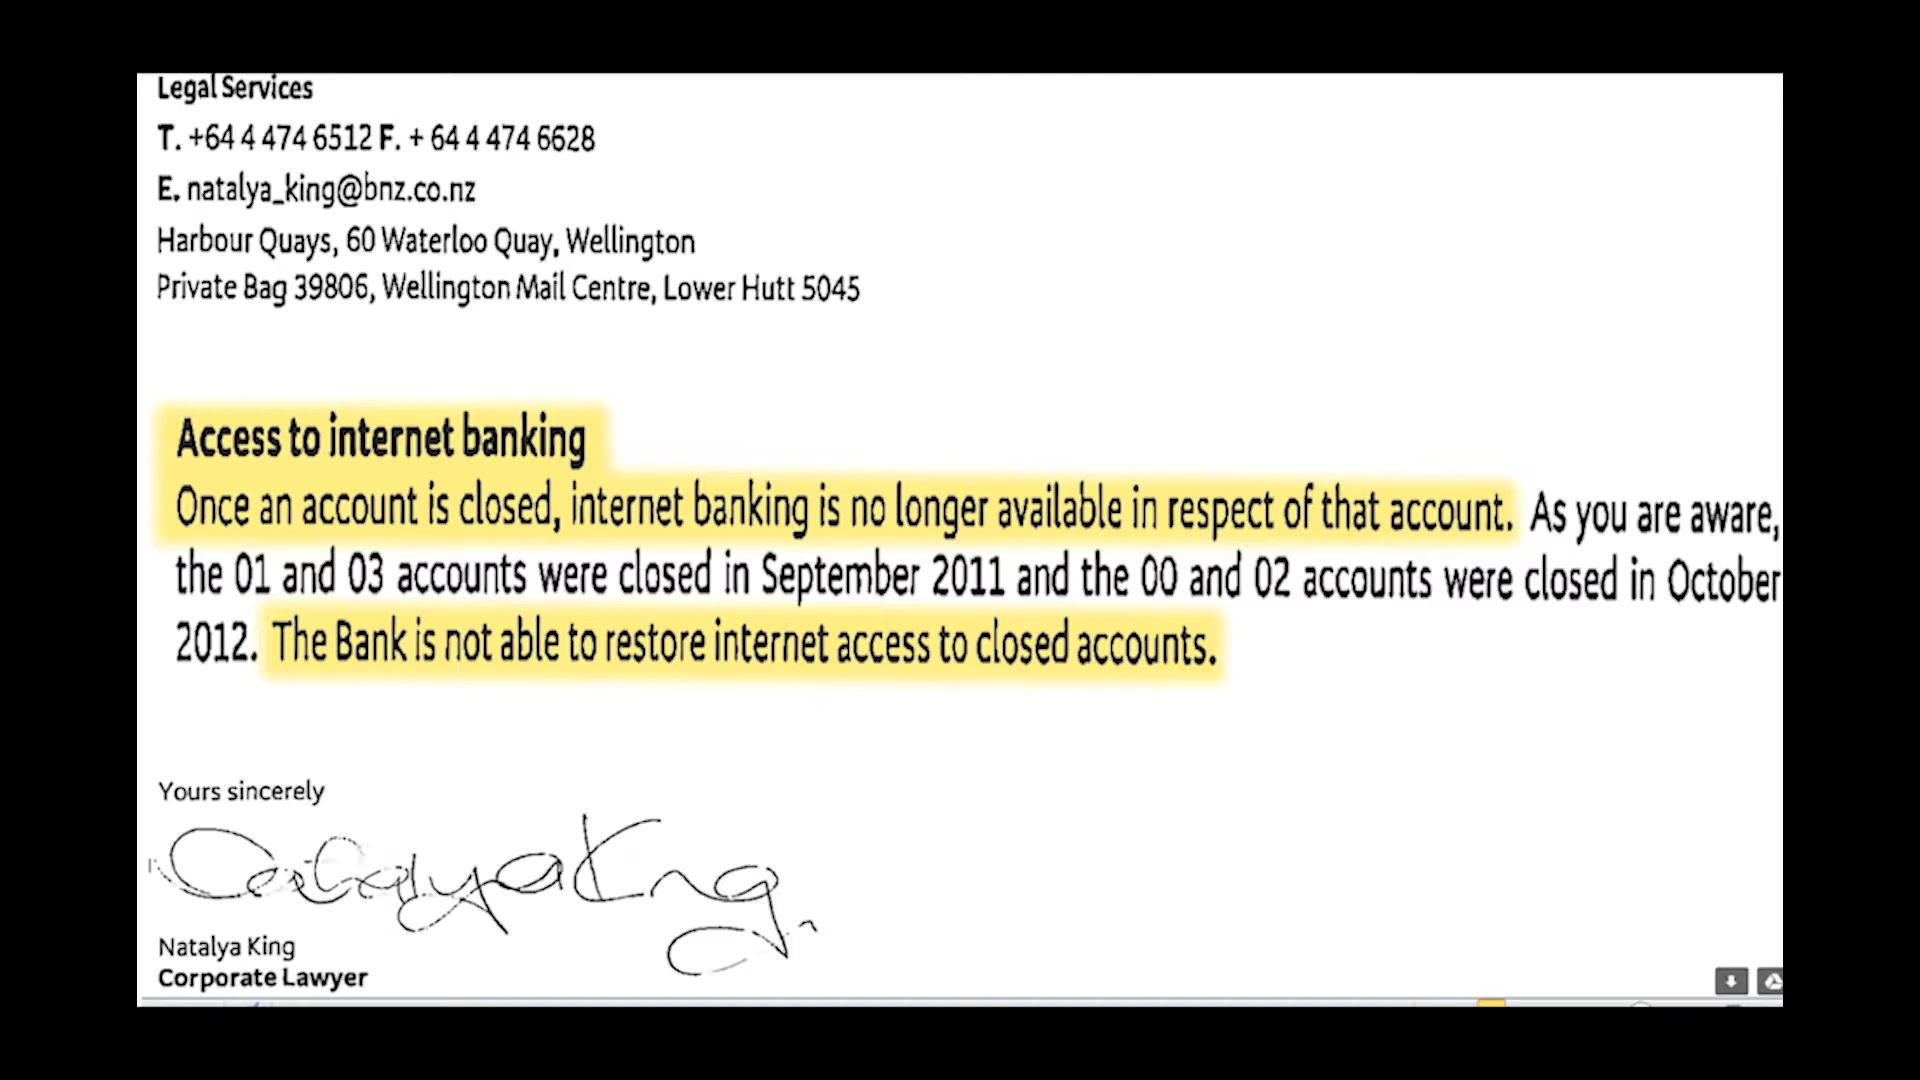 Legal Services
T. +64 4 474 6512 F. + 64 4 474 6628
E. natalya_king@bnz.co.nz
Harbour Quays, 60 Waterloo Quay, Wellington
Private Bag 39806, Wellington Mail Centre, Lower Hutt 5045
Access to internet banking
Once an account is closed, internet banking is no longer available in respect of that account. As you are aware,
the 01 and 03 accounts were closed in September 2011 and the 00 and 02 accounts were closed in October
2012. The Bank is not able to restore internet access to closed accounts.
Yours sincerely
Natalya King
Natalya King
Corporate Lawyer